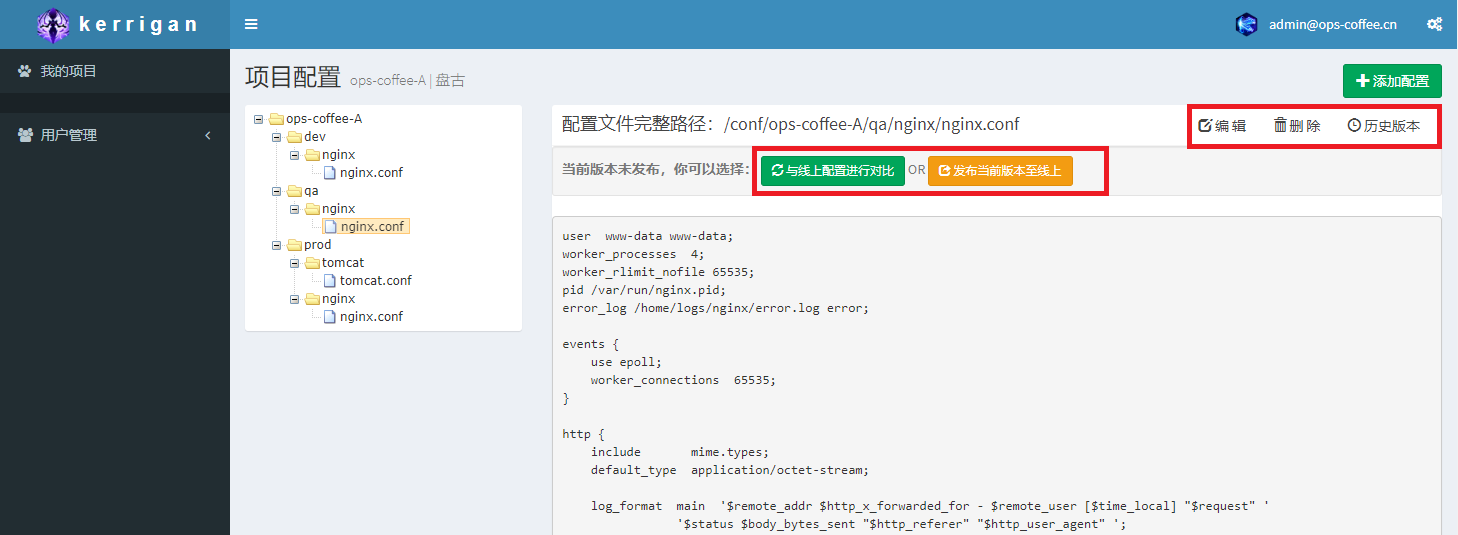 kerrigan
admin@ops-coffee.cn
我的项目
用户管理
项目配置 ops-coffee-A | 盘古
添加配置
ops-coffee-A
dev
nginx
nginx.conf
qa
nginx
nginx.conf
prod
tomcat
tomcat.conf
nginx
nginx.conf
配置文件完整路径：/conf/ops-coffee-A/qa/nginx/nginx.conf
编 辑 删 除 历史版本
当前版本未发布，你可以选择： 与线上配置进行对比 OR 发布当前版本至线上
user  www-data www-data;
worker_processes  4;
worker_rlimit_nofile 65535;
pid /var/run/nginx.pid;
error_log /home/logs/nginx/error.log error;
events {
    use epoll;
    worker_connections  65535;
}
http {
    include       mime.types;
    default_type  application/octet-stream;
    log_format  main  '$remote_addr $http_x_forwarded_for - $remote_user [$time_local] "$request" '
                '$status $body_bytes_sent "$http_referer" "$http_user_agent" ';